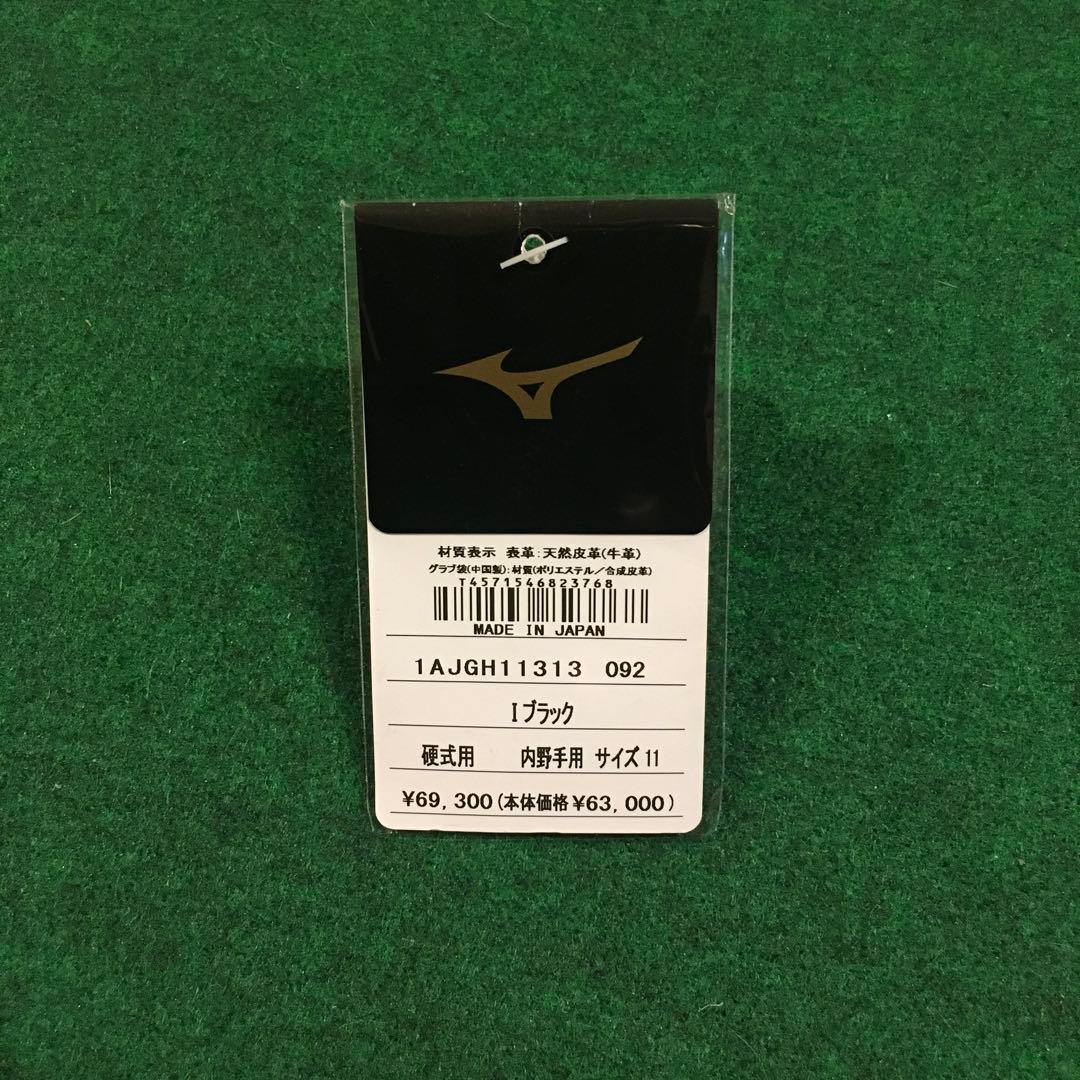 材質表示 表革:天然皮革(牛革)
グラブ袋(中国製):材質(ポリエステル/合成皮革)
T4571546823768
MADE IN JAPAN
1AJGH11313 092
Iブラック
硬式用 内野手用 サイズ11
¥69,300(本体価格¥63,000)